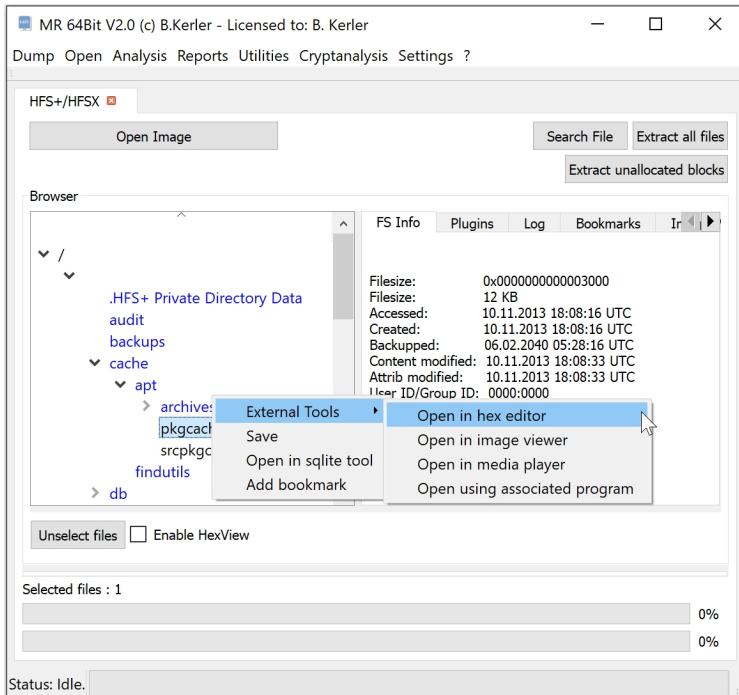 MR 64Bit V2.0 (c) B.Kerler - Licensed to: B. Kerler
Dump Open Analysis Reports Utilities Cryptanalysis Settings ?
HFS+/HFSX
Open Image
Search File
Extract all files
Extract unallocated blocks
Browser
FS Info Plugins Log Bookmarks
/
.HFS+ Private Directory Data
audit
backups
cache
apt
archives
pkgcach
srcpkgc
findutils
db
Filesize: 0x0000000000003000
Filesize: 12 KB
Accessed: 10.11.2013 18:08:16 UTC
Created: 10.11.2013 18:08:16 UTC
Backupped: 06.02.2040 05:28:16 UTC
Content modified: 10.11.2013 18:08:33 UTC
Attrib modified: 10.11.2013 18:08:33 UTC
User ID/Group ID: 0000:0000
External Tools
Save
Open in sqlite tool
Add bookmark
Open in hex editor
Open in image viewer
Open in media player
Open using associated program
Unselect files
Enable HexView
Selected files : 1
0%
0%
Status: Idle.